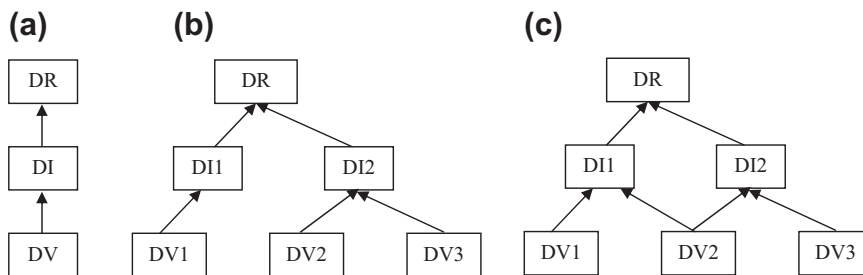 (a) (b) (c)
DR DR DR
DI DI1 DI2 DI1 DI2
DV DV1 DV2 DV3 DV1 DV2 DV3